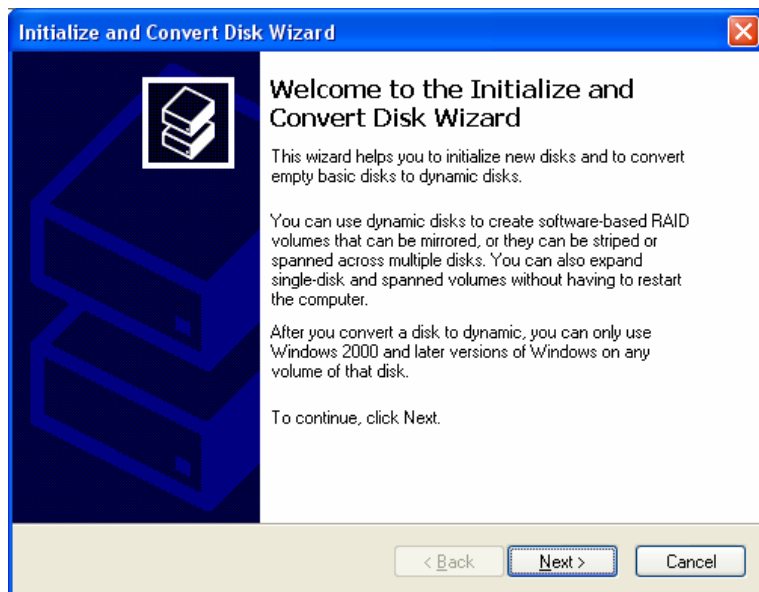 Initialize and Convert Disk Wizard
Welcome to the Initialize and
Convert Disk Wizard
This wizard helps you to initialize new disks and to convert
empty basic disks to dynamic disks.
You can use dynamic disks to create software-based RAID
volumes that can be mirrored, or they can be striped or
spanned across multiple disks. You can also expand
single-disk and spanned volumes without having to restart
the computer.
After you convert a disk to dynamic, you can only use
Windows 2000 and later versions of Windows on any
volume of that disk.
To continue, click Next.
< Back Next > Cancel